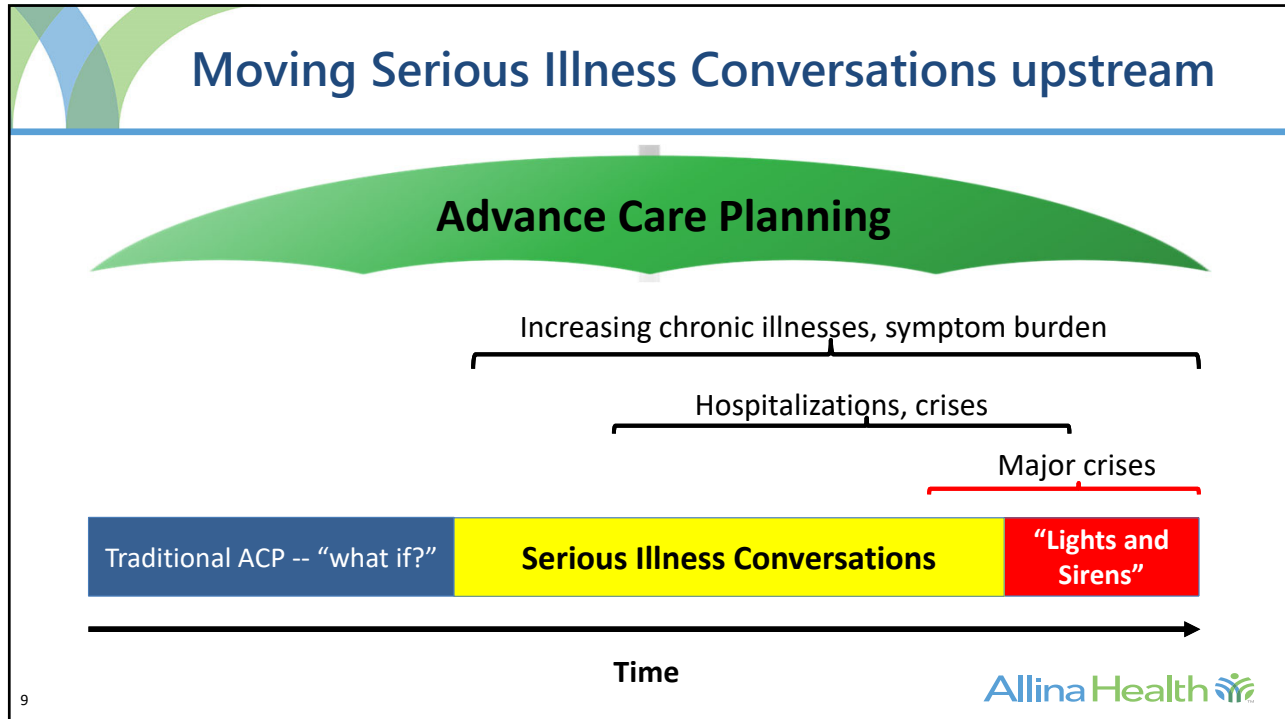 Moving Serious Illness Conversations upstream
Advance Care Planning
Increasing chronic illnesses, symptom burden
Hospitalizations, crises
Major crises
Traditional ACP -- “what if?”
Serious Illness Conversations
“Lights and
Sirens”
Time
9
Allina Health
TM